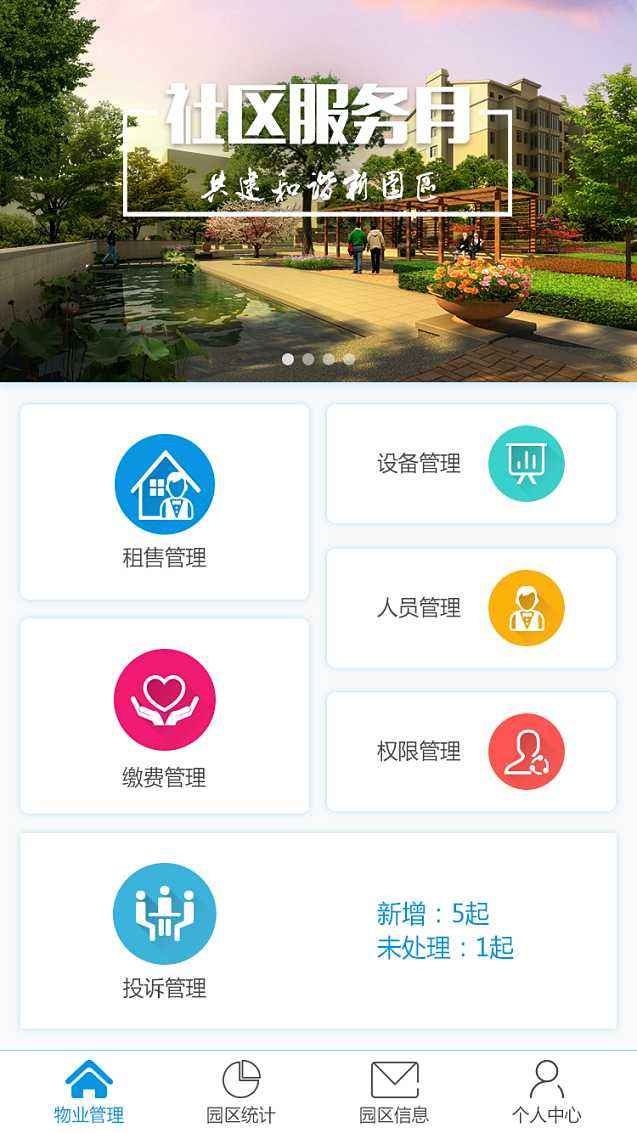 社区服务月
共建和谐新园区
租售管理
设备管理
人员管理
缴费管理
权限管理
投诉管理
新增：5起
未处理：1起
物业管理
园区统计
园区信息
个人中心